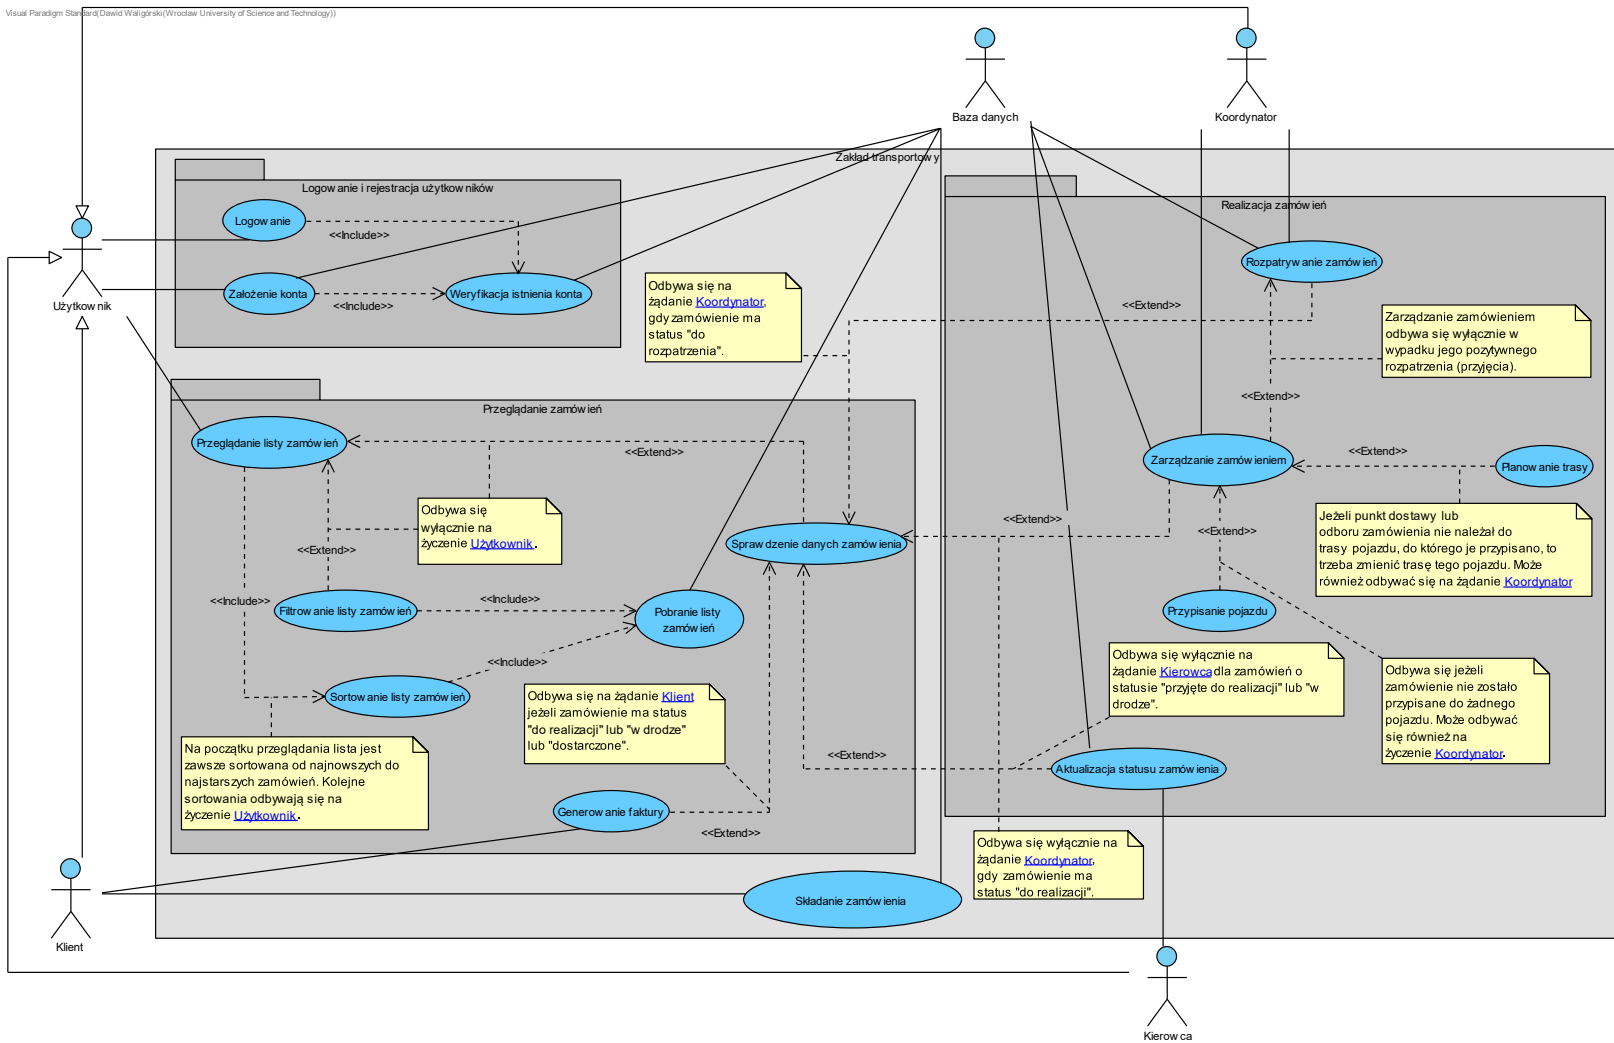 Visual Paradigm Standard(Dawid Waligórski(Wrocław University of Science and Technology))
Baza danych
Koordynator
Zakład transportowy
Logowanie i rejestracja użytkowników
Logowanie
<<Include>>
Założenie konta
<<Include>>
Weryfikacja istnienia konta
Użytkownik
Odbywa się na
żądanie Koordynator,
gdy zamówienie ma
status "do
rozpatrzenia".
Realizacja zamówień
Rozpatrywanie zamówień
<<Extend>>
Zarządzanie zamówieniem
odbywa się wyłącznie w
wypadku jego pozytywnego
rozpatrzenia (przyjęcia).
<<Extend>>
Przeglądanie zamówień
Przeglądanie listy zamówień
<<Extend>>
Zarządzanie zamówieniem
<<Extend>>
Planowanie trasy
Odbywa się
wyłącznie na
życzenie Użytkownik.
<<Extend>>
Sprawdzenie danych zamówienia
<<Extend>>
<<Extend>>
Jeżeli punkt dostawy lub
odboru zamówienia nie należał do
trasy pojazdu, do którego je przypisano, to
trzeba zmienić trasę tego pojazdu. Może
również odbywać się na żądanie Koordynator
<<Include>>
Filtrowanie listy zamówień
<<Include>>
Pobranie listy
zamówień
Przypisanie pojazdu
<<Include>>
Sortowanie listy zamówień
Odbywa się na żądanie Klient
jeżeli zamówienie ma status
"do realizacji" lub "w drodze"
lub "dostarczone".
Odbywa się wyłącznie na
żądanie Kierowca dla zamówień o
statusie "przyjęte do realizacji" lub "w
drodze".
Odbywa się jeżeli
zamówienie nie zostało
przypisane do żadnego
pojazdu. Może odbywać
się również na
życzenie Koordynator.
Na początku przeglądania lista jest
zawsze sortowana od najnowszych do
najstarszych zamówień. Kolejne
sortowania odbywają się na
życzenie Użytkownik.
<<Extend>>
Aktualizacja statusu zamówienia
Generowanie faktury
<<Extend>>
Odbywa się wyłącznie na
żądanie Koordynator,
gdy zamówienie ma
status "do realizacji".
Składanie zamówienia
Klient
Kierowca